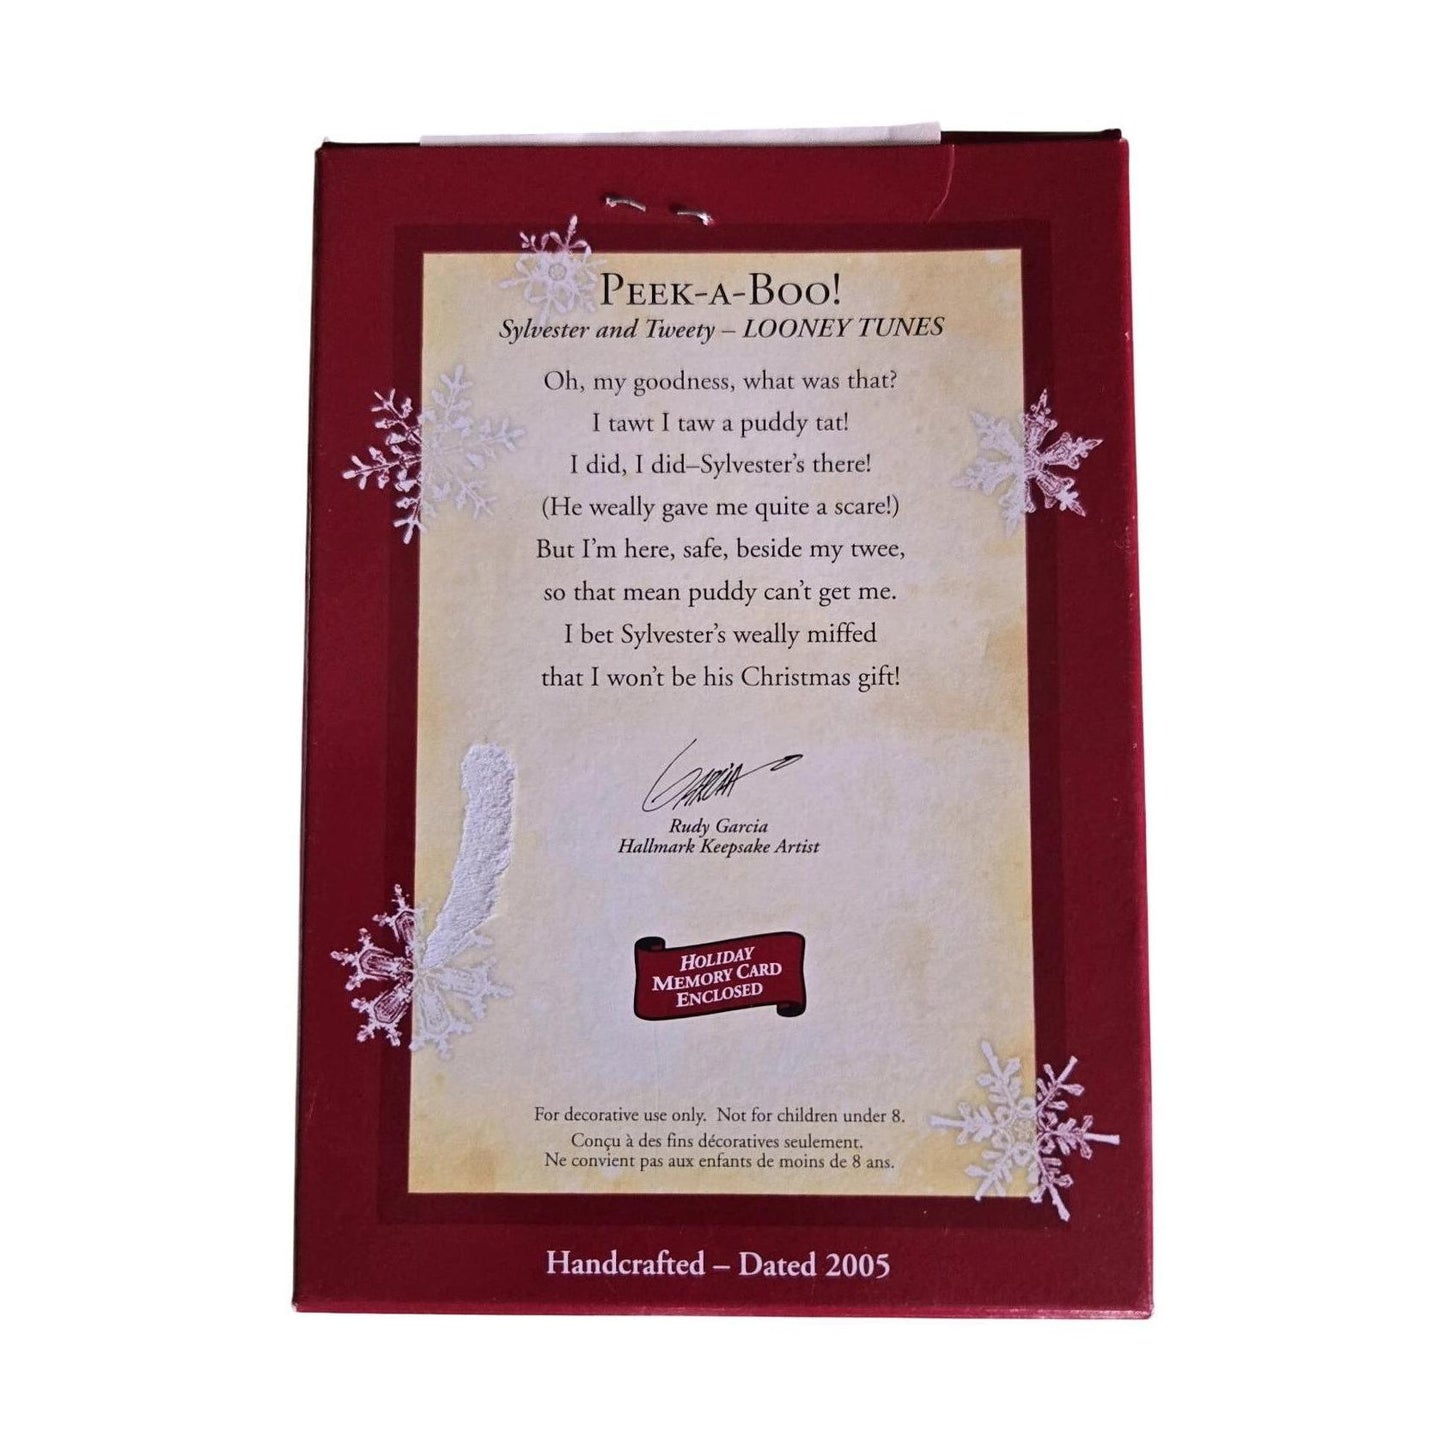 PEEK-A-BOO!
Sylvester and Tweety – LOONEY TUNES
Oh, my goodness, what was that?
I tawt I taw a puddy tat!
I did, I did–Sylvester's there!
(He weally gave me quite a scare!)
But I'm here, safe, beside my twee,
so that mean puddy can't get me.
I bet Sylvester's weally miffed
that I won't be his Christmas gift!
GARCIA
Rudy Garcia
Hallmark Keepsake Artist
HOLIDAY
MEMORY CARD
ENCLOSED
For decorative use only. Not for children under 8.
Conçu à des fins décoratives seulement.
Ne convient pas aux enfants de moins de 8 ans.
Handcrafted – Dated 2005